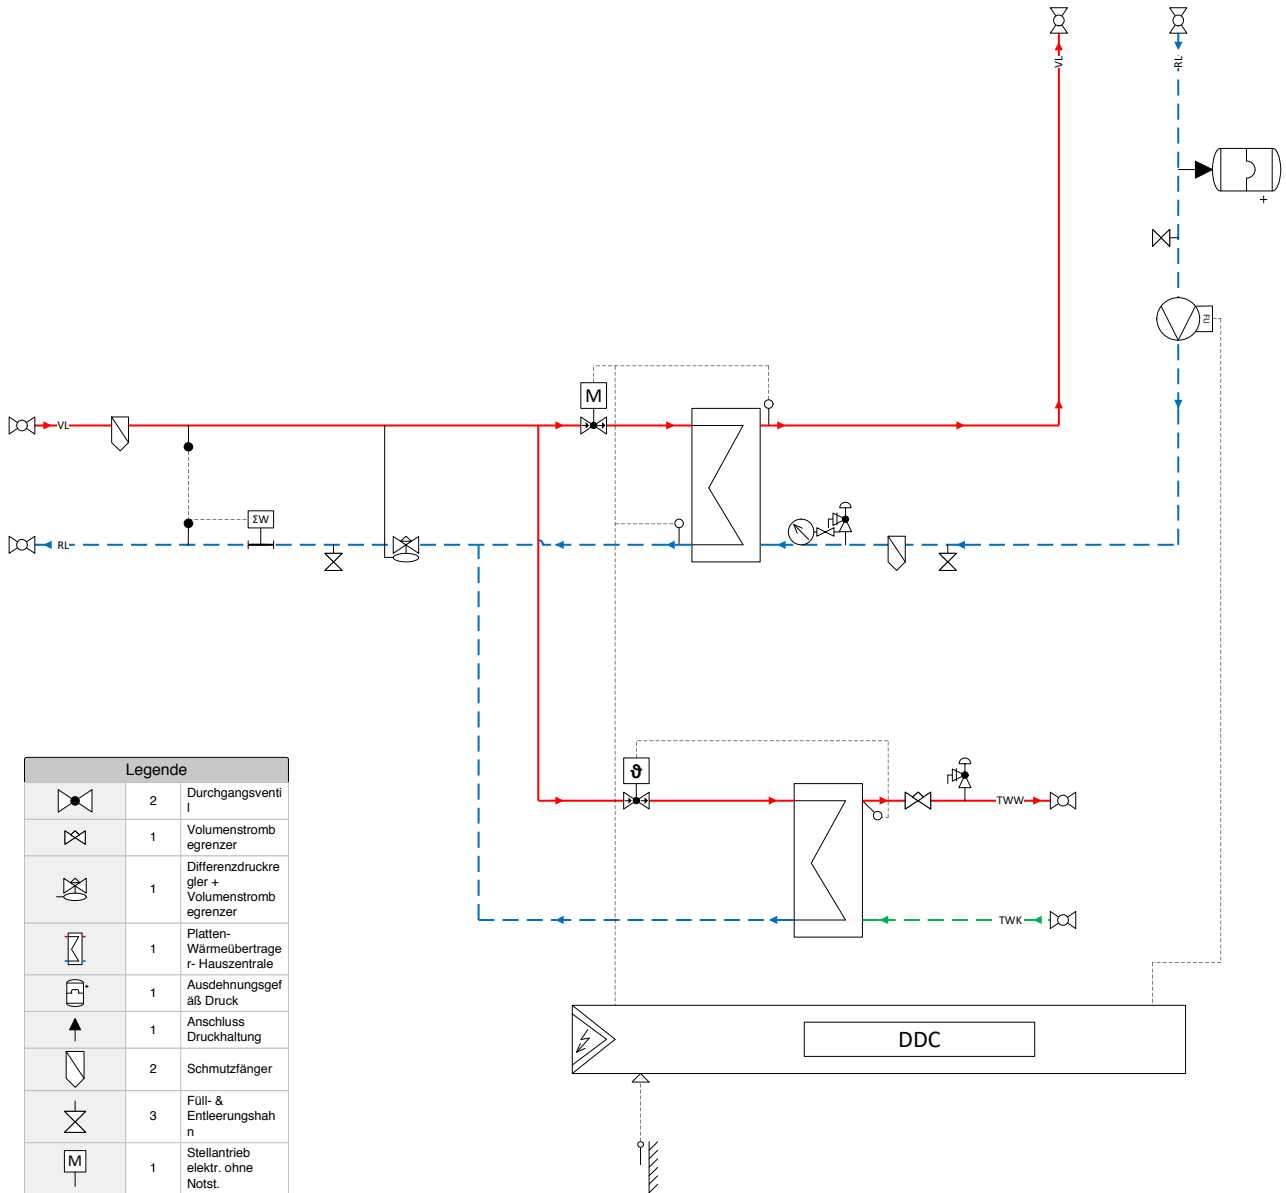 VL
RL
+
FU
M
VL
ΣW
RL
ϑ
TWW
TWK
DDC
Legende
2
Durchgangsventi
l
1
Volumenstromb
egrenzer
1
Differenzdruckre
gler +
Volumenstromb
egrenzer
1
Platten-
Wärmeübertrage
r- Hauszentrale
+
1
Ausdehnungsgef
äß Druck
1
Anschluss
Druckhaltung
2
Schmutzfänger
3
Füll- &
Entleerungshah
n
M
1
Stellantrieb
elektr. ohne
Notst.